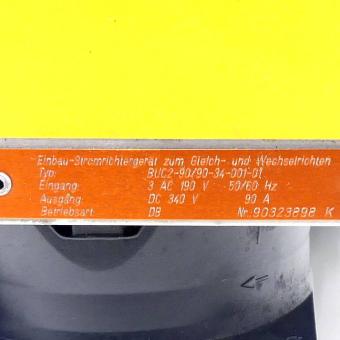 Einbau-Stromrichtergerät zum Gleich- und Wechselrichten
Typ: BUC2-90/90-34-001-01
Eingang: 3 AC 190 V 50/60 Hz
Ausgang: DC 340 V 90 A
Betriebsart: DB Nr. 90323898 K